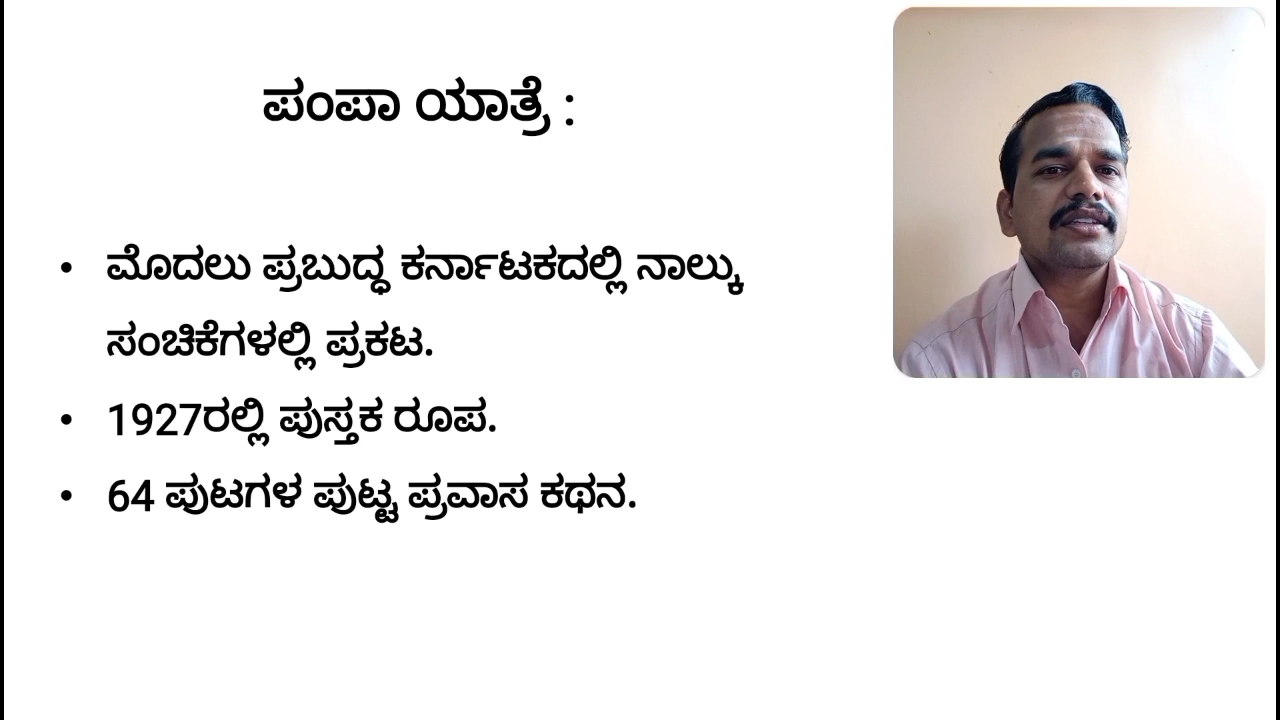 ಪಂಪಾ ಯಾತ್ರೆ :
• ಮೊದಲು ಪ್ರಬುದ್ಧ ಕರ್ನಾಟಕದಲ್ಲಿ ನಾಲ್ಕು
ಸಂಚಿಕೆಗಳಲ್ಲಿ ಪ್ರಕಟ.
• 1927ರಲ್ಲಿ ಪುಸ್ತಕ ರೂಪ.
• 64 ಪುಟಗಳ ಪುಟ್ಟ ಪ್ರವಾಸ ಕಥನ.